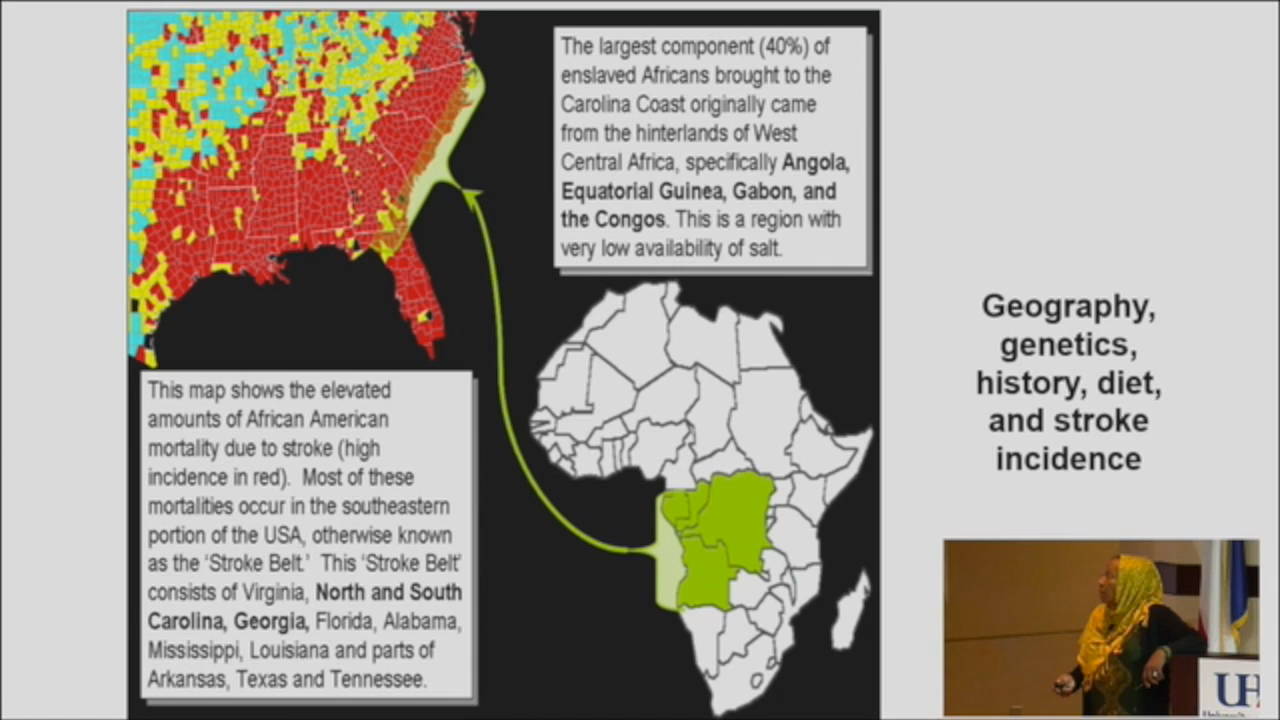 The largest component (40%) of
enslaved Africans brought to the
Carolina Coast originally came
from the hinterlands of West
Central Africa, specifically Angola,
Equatorial Guinea, Gabon, and
the Congos. This is a region with
very low availability of salt.
This map shows the elevated
amounts of African American
mortality due to stroke (high
incidence in red). Most of these
mortalities occur in the southeastern
portion of the USA, otherwise known
as the ‘Stroke Belt.’ This ‘Stroke Belt’
consists of Virginia, North and South
Carolina, Georgia, Florida, Alabama,
Mississippi, Louisiana and parts of
Arkansas, Texas and Tennessee.
Geography,
genetics,
history, diet,
and stroke
incidence